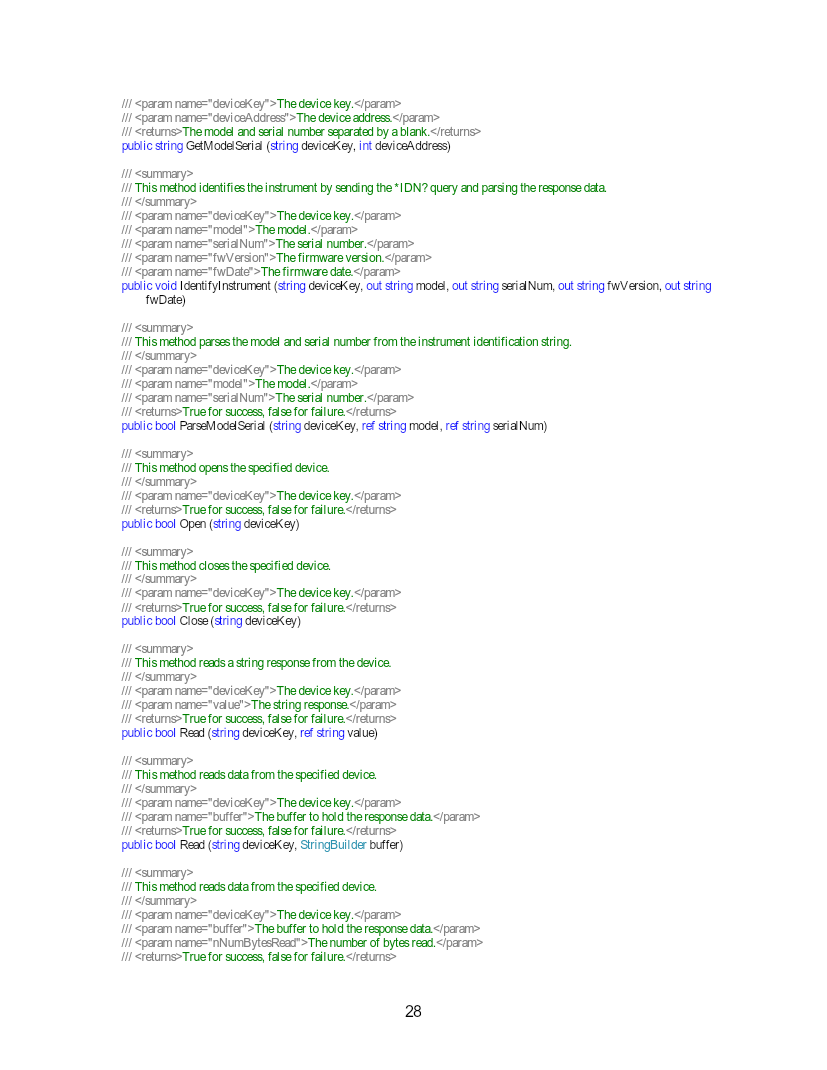 /// <param name="deviceKey">The device key.</param>
/// <param name="deviceAddress">The device address.</param>
/// <returns>The model and serial number separated by a blank.</returns>
public string GetModelSerial (string deviceKey, int deviceAddress)
/// <summary>
/// This method identifies the instrument by sending the *IDN? query and parsing the response data.
/// </summary>
/// <param name="deviceKey">The device key.</param>
/// <param name="model">The model.</param>
/// <param name="serialNum">The serial number.</param>
/// <param name="fwVersion">The firmware version.</param>
/// <param name="fwDate">The firmware date.</param>
public void IdentifyInstrument (string deviceKey, out string model, out string serialNum, out string fwVersion, out string
fwDate)
/// <summary>
/// This method parses the model and serial number from the instrument identification string.
/// </summary>
/// <param name="deviceKey">The device key.</param>
/// <param name="model">The model.</param>
/// <param name="serialNum">The serial number.</param>
/// <returns>True for success, false for failure.</returns>
public bool ParseModelSerial (string deviceKey, ref string model, ref string serialNum)
/// <summary>
/// This method opens the specified device.
/// </summary>
/// <param name="deviceKey">The device key.</param>
/// <returns>True for success, false for failure.</returns>
public bool Open (string deviceKey)
/// <summary>
/// This method closes the specified device.
/// </summary>
/// <param name="deviceKey">The device key.</param>
/// <returns>True for success, false for failure.</returns>
public bool Close (string deviceKey)
/// <summary>
/// This method reads a string response from the device.
/// </summary>
/// <param name="deviceKey">The device key.</param>
/// <param name="value">The string response.</param>
/// <returns>True for success, false for failure.</returns>
public bool Read (string deviceKey, ref string value)
/// <summary>
/// This method reads data from the specified device.
/// </summary>
/// <param name="deviceKey">The device key.</param>
/// <param name="buffer">The buffer to hold the response data.</param>
/// <returns>True for success, false for failure.</returns>
public bool Read (string deviceKey, StringBuilder buffer)
/// <summary>
/// This method reads data from the specified device.
/// </summary>
/// <param name="deviceKey">The device key.</param>
/// <param name="buffer">The buffer to hold the response data.</param>
/// <param name="nNumBytesRead">The number of bytes read.</param>
/// <returns>True for success, false for failure.</returns>
28